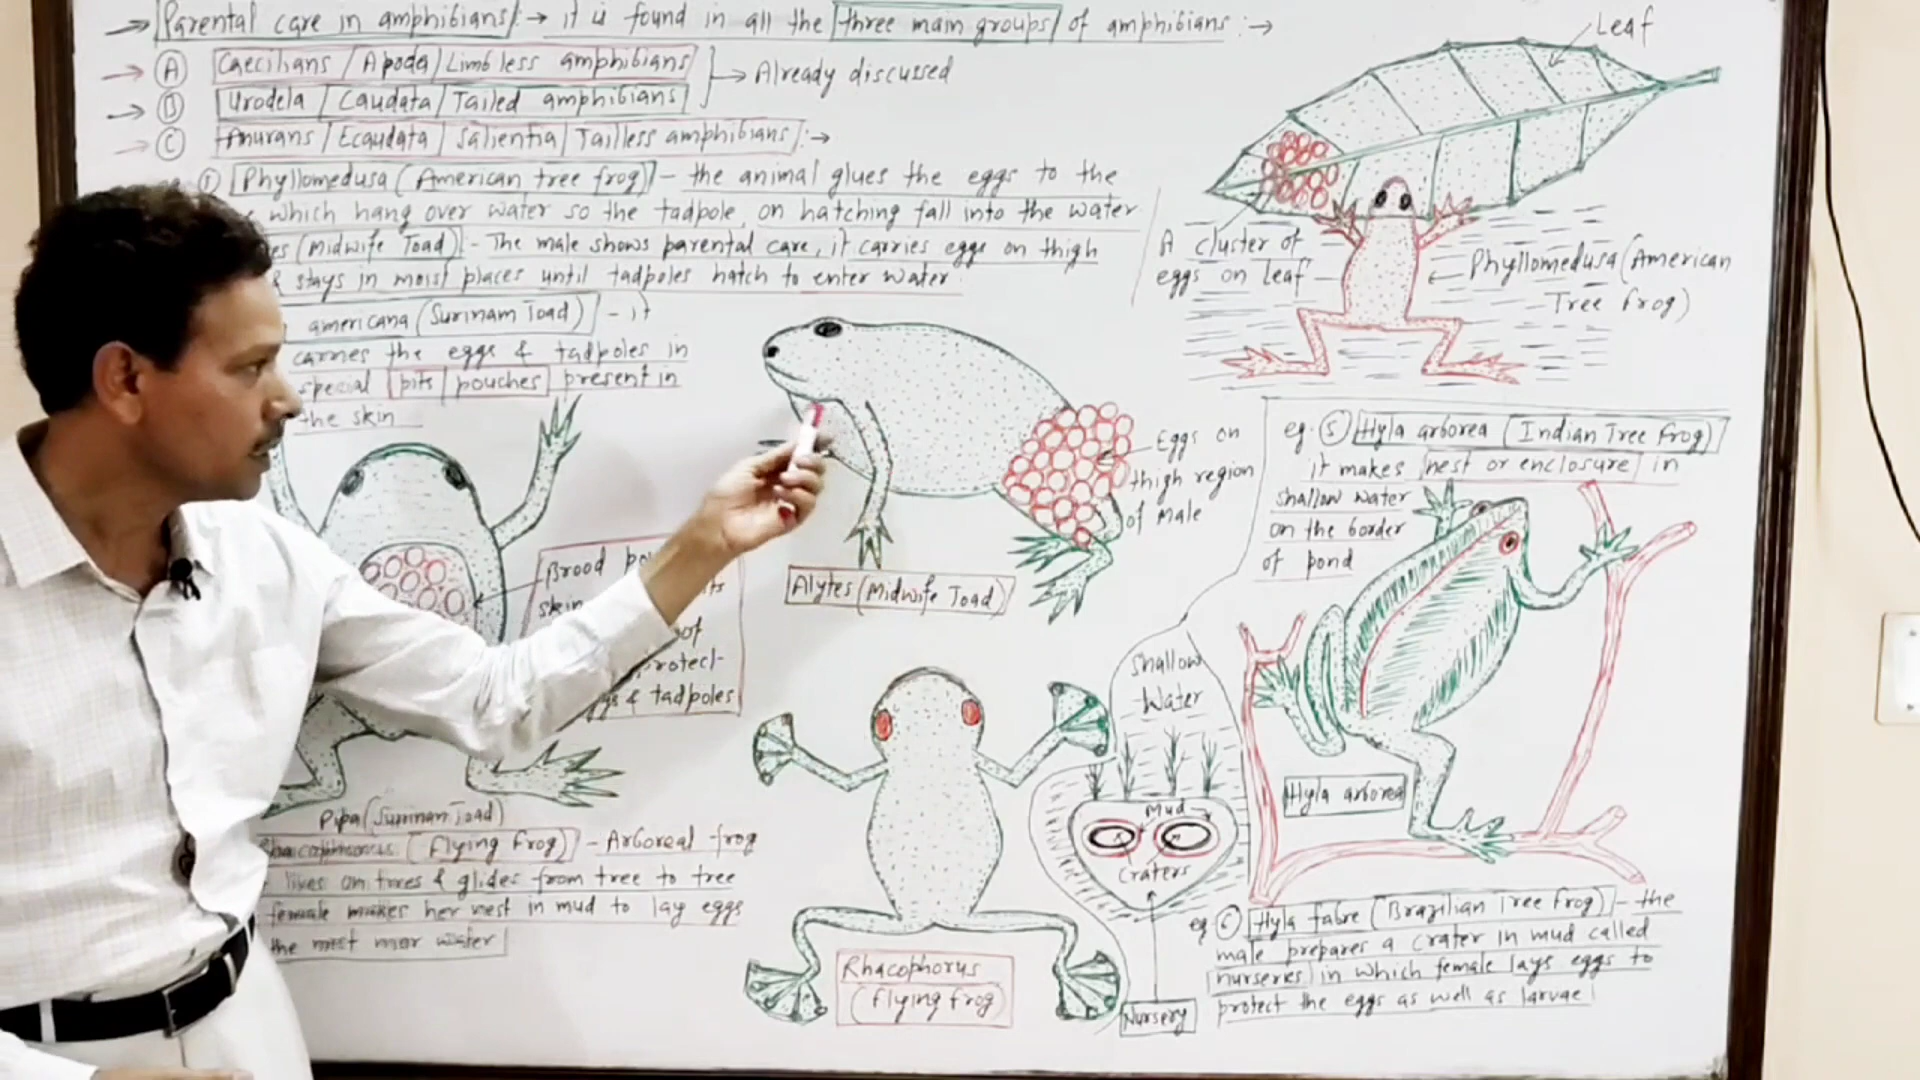 Parental care in amphibians :→ it is found in all the three main groups of amphibians :→
→ (A) Caecilians / Apoda / Limbless amphibians
→ (B) Urodela / Caudata / Tailed amphibians
→ Already discussed
→ (C) Anurans / Ecaudata / Salientia / Tailless amphibians :→
(1) Phyllomedusa (American tree frog) - the animal glues the eggs to the
which hang over water so the tadpole, on hatching fall into the water
(Midwife Toad) - The male shows parental care, it carries eggs on thigh
& stays in moist places until tadpoles hatch to enter water
americana (Surinam Toad) - it
carries the eggs & tadpoles in
special pits / pouches present in
the skin
Leaf
A cluster of
eggs on leaf
Phyllomedusa (American
Tree frog)
Eggs on
thigh region
of male
Alytes (Midwife Toad)
Brood
skin
of
& tadpoles
Pipa (Surinam Toad)
(Flying frog) - Arboreal frog
lives on trees & glides from tree to tree
female makes her nest in mud to lay eggs
the nest near water
Rhacophorus
(flying frog)
eg. (5) Hyla arborea (Indian Tree frog)
it makes nest or enclosure in
shallow water
on the border
of pond
Hyla arborea
Shallow
Water
Mud
Craters
Nursery
eg (6) Hyla fabre (Brazilian Tree frog) - the
male prepares a crater in mud called
nurseries in which female lays eggs to
protect the eggs as well as larvae